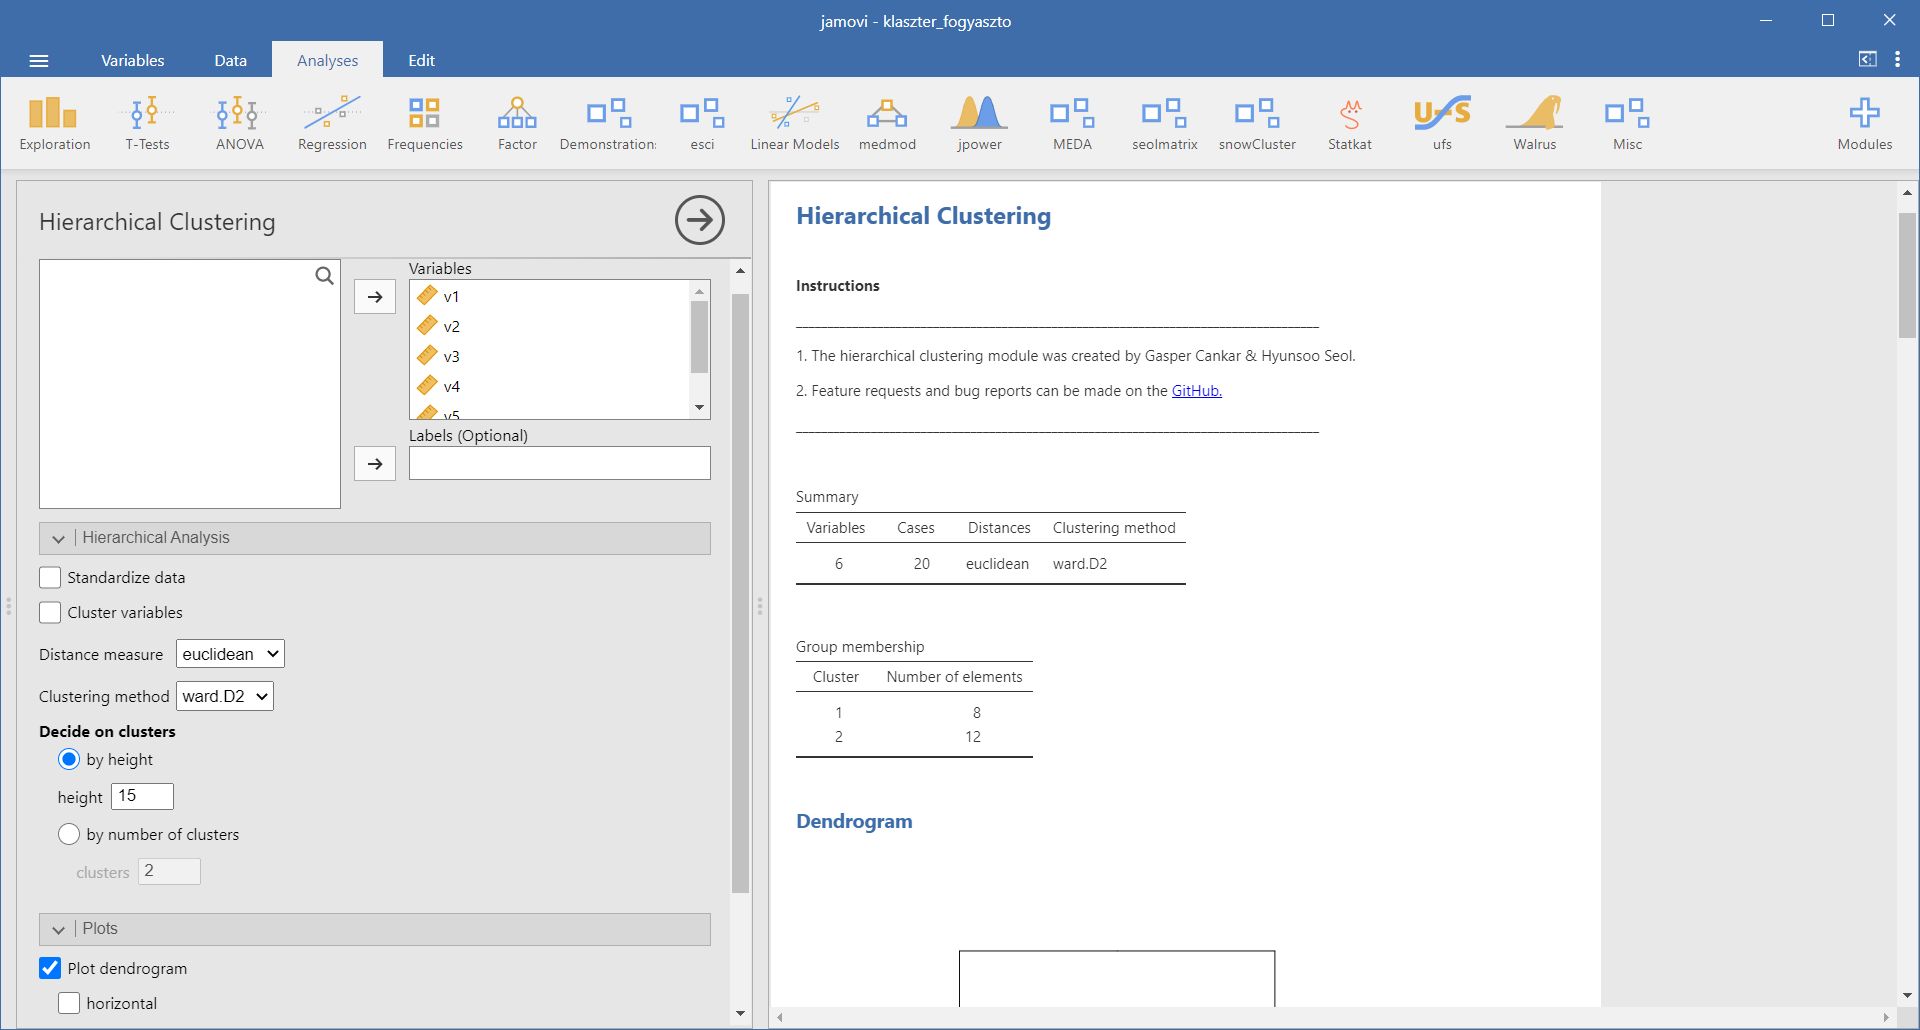 jamovi - klaszter_fogyaszto
Variables Data Analyses Edit
Exploration T-Tests ANOVA Regression Frequencies Factor Demonstrations esci Linear Models medmod jpower MEDA seolmatrix snowCluster Statkat ufs Walrus Misc Modules
Hierarchical Clustering
Variables
v1
v2
v3
v4
v5
Labels (Optional)
Hierarchical Analysis
Standardize data
Cluster variables
Distance measure euclidean
Clustering method ward.D2
Decide on clusters
by height
height 15
by number of clusters
clusters 2
Plots
Plot dendrogram
horizontal
Hierarchical Clustering
Instructions
1. The hierarchical clustering module was created by Gasper Cankar & Hyunsoo Seol.
2. Feature requests and bug reports can be made on the GitHub.
Summary
Variables Cases Distances Clustering method
6 20 euclidean ward.D2
Group membership
Cluster Number of elements
1 8
2 12
Dendrogram